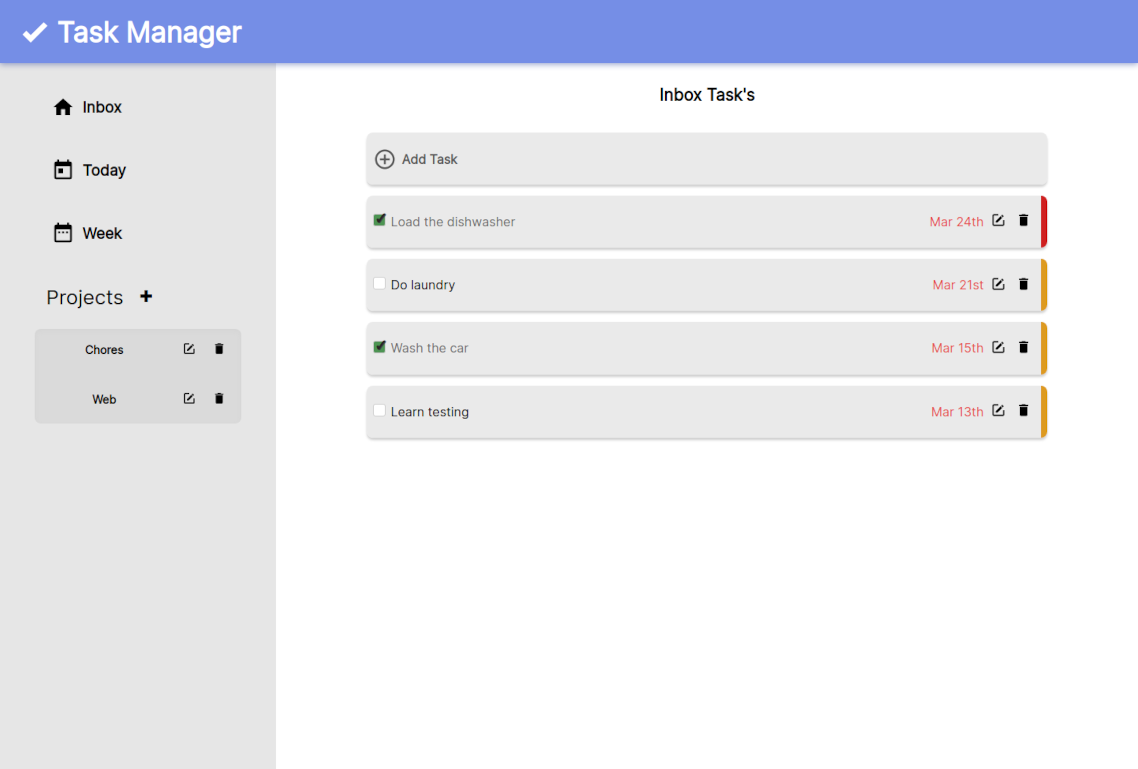 Task Manager
Inbox
Today
Week
Projects
Chores
Web
Inbox Task's
Add Task
Load the dishwasher Mar 24th
Do laundry Mar 21st
Wash the car Mar 15th
Learn testing Mar 13th